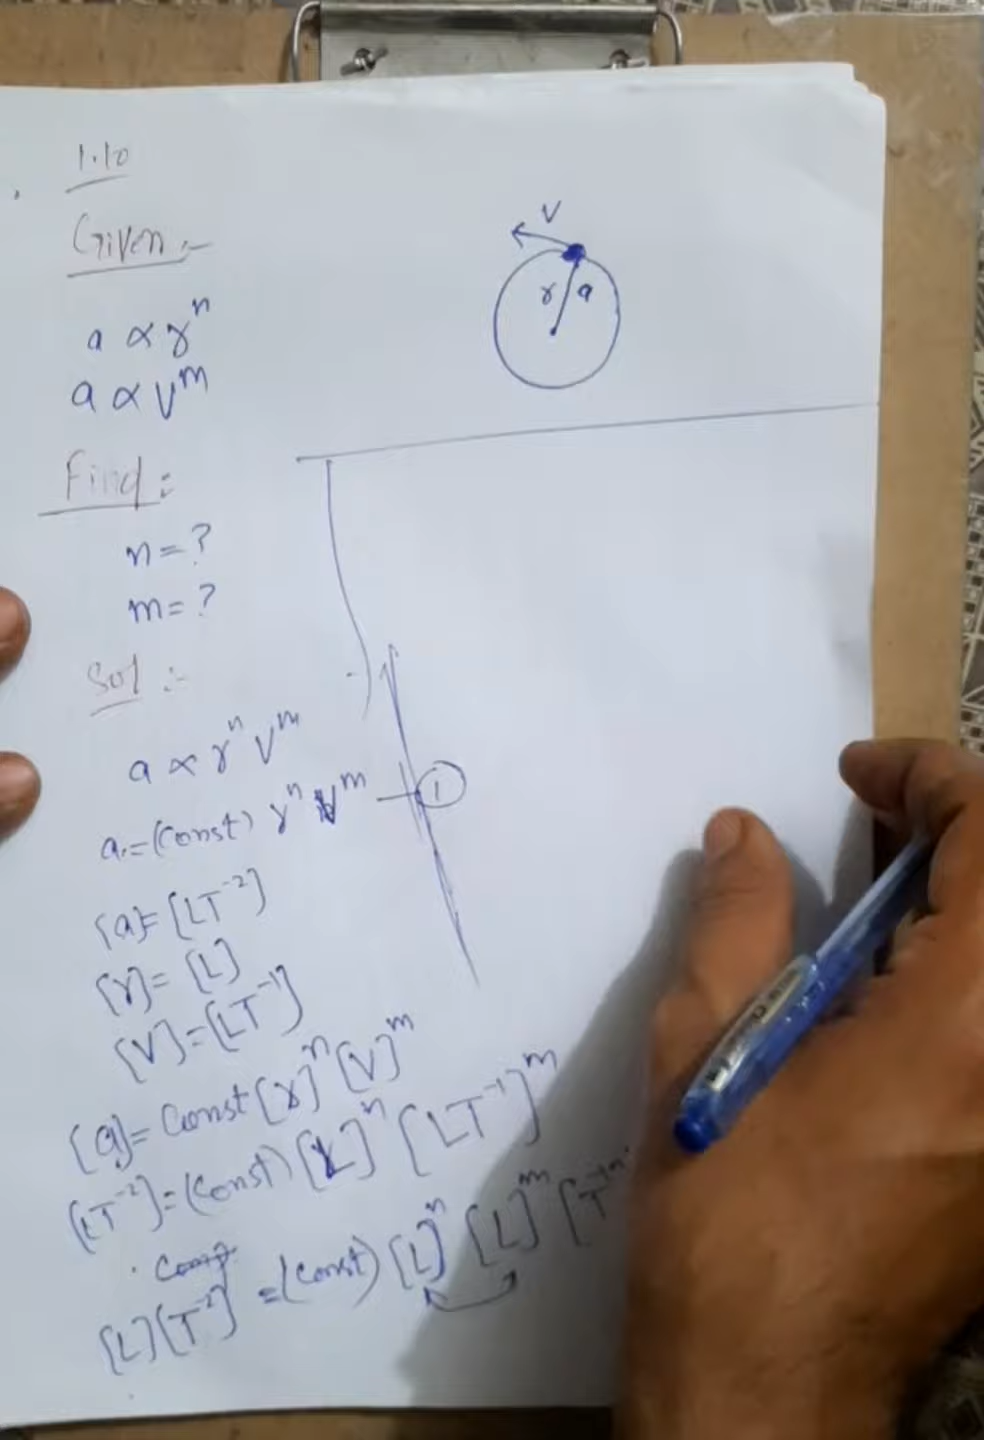 1.10
Given :-
V
r a
a ∝ r^n
a ∝ V^m
Find :
n = ?
m = ?
Sol :-
a ∝ r^n V^m
a = (Const) r^n V^m — (1)
[a] = [LT^-2]
[r] = [L]
[V] = [LT^-1]
[a] = Const [r]^n [V]^m
[LT^-2] = (Const) [L]^n [LT^-1]^m
[L][T^-2] = (Const) [L]^n [L]^m [T^-m